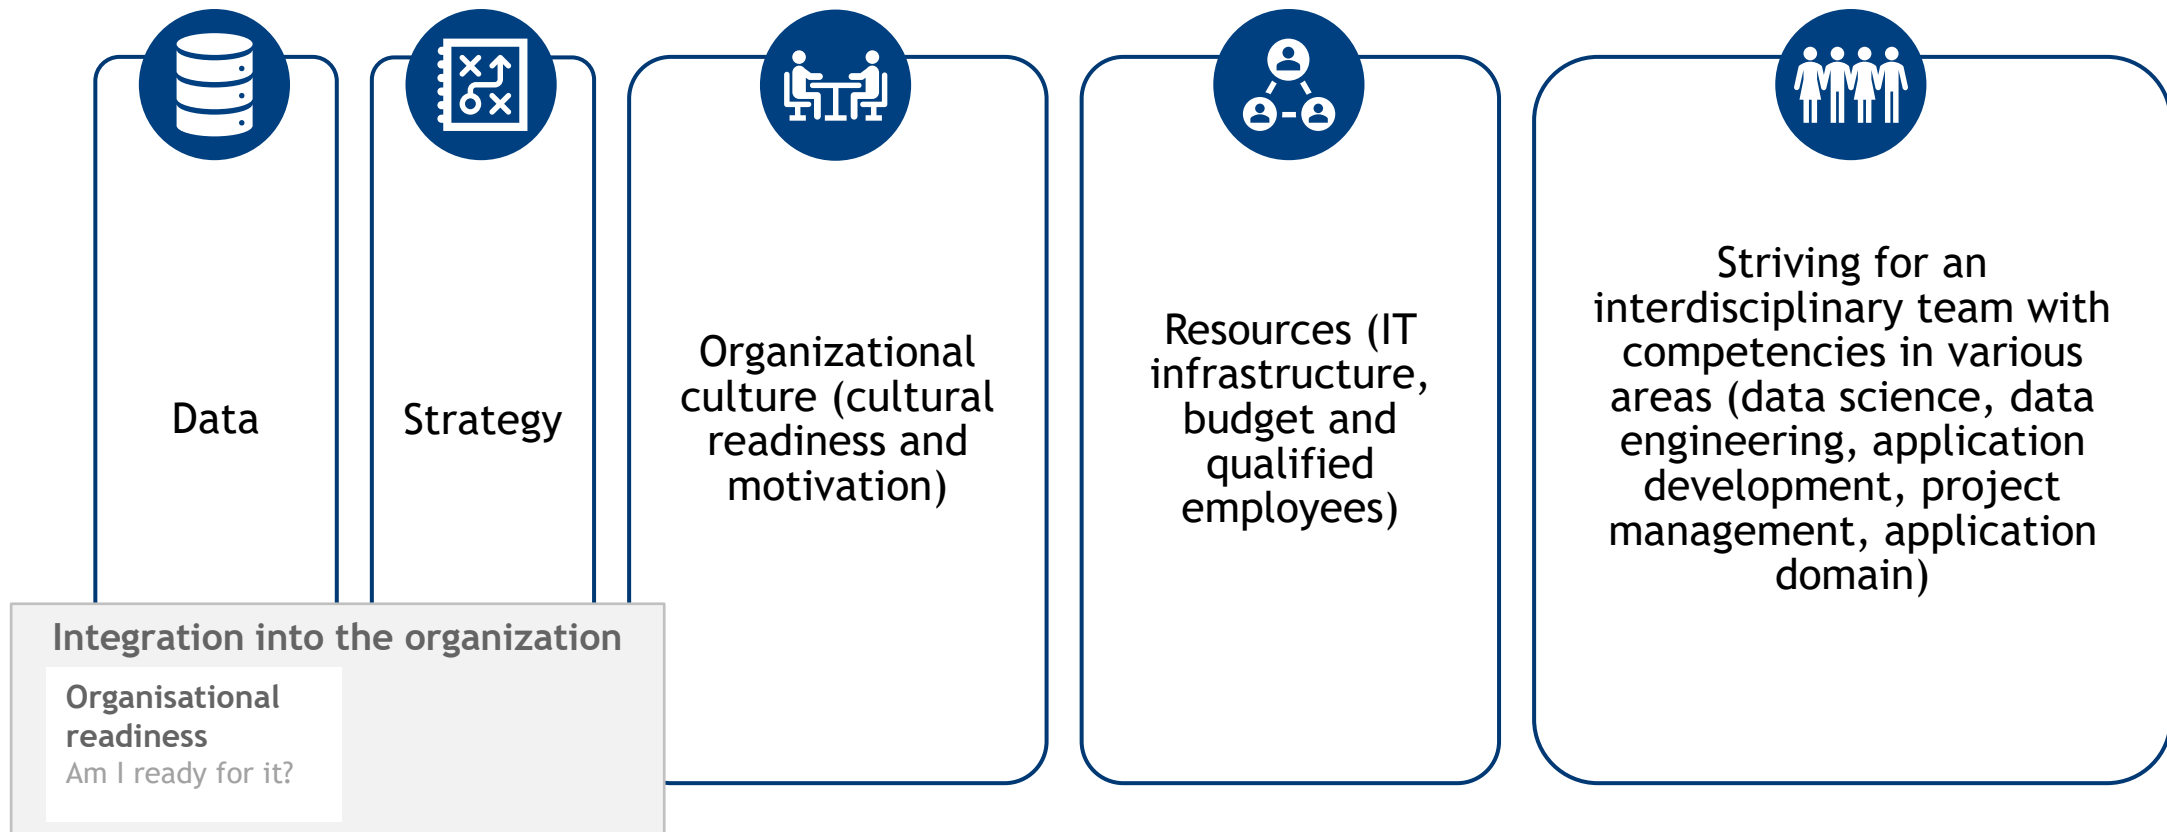 Data
Strategy
Organizational
culture (cultural
readiness and
motivation)
Resources (IT
infrastructure,
budget and
qualified
employees)
Striving for an
interdisciplinary team with
competencies in various
areas (data science, data
engineering, application
development, project
management, application
domain)
Integration into the organization
Organisational
readiness
Am I ready for it?